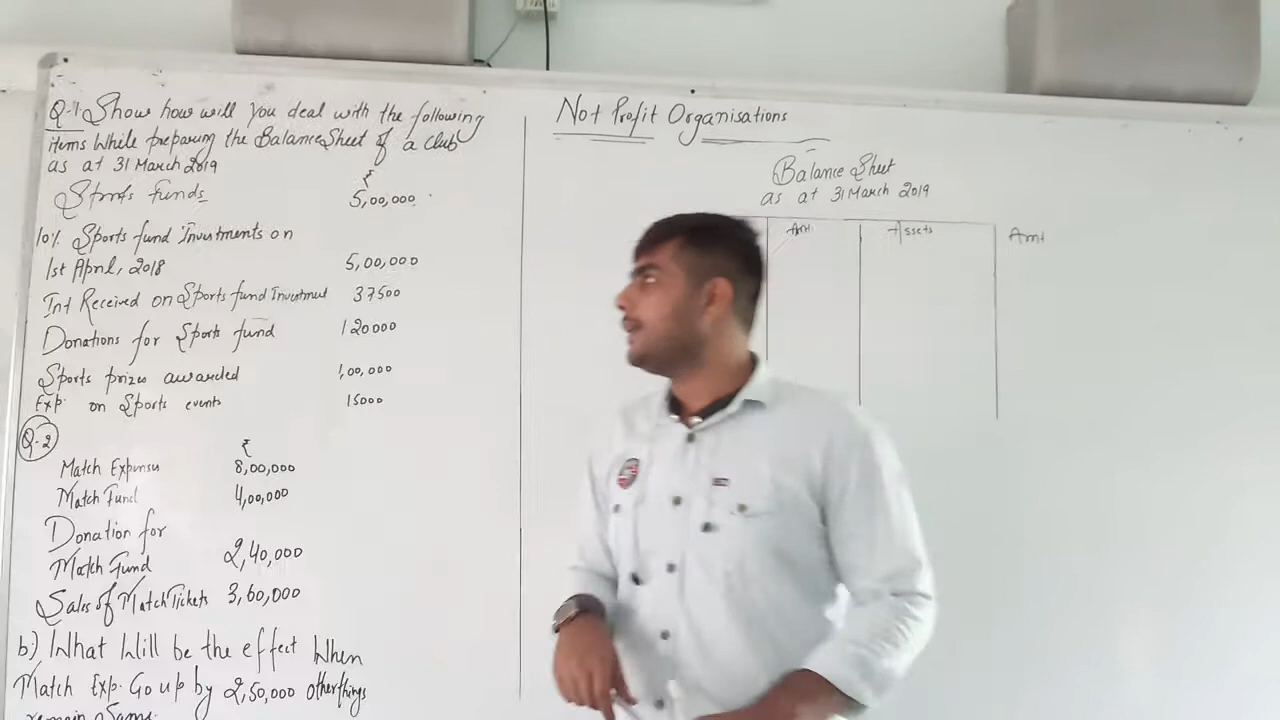 Q-1 Show how will you deal with the following
items While preparing the Balance Sheet of a club
as at 31 March 2019
₹
Sports Funds 5,00,000
10% Sports fund Investments on
1st April, 2018 5,00,000
Int Received on Sports fund Investment 37500
Donations for Sports fund 120000
Sports prizes awarded 1,00,000
Exp. on Sports events 15000
Q-2
₹
Match Expenses 8,00,000
Match Fund 4,00,000
Donation for
Match Fund 2,40,000
Sales of Match Tickets 3,60,000
b) What Will be the effect When
Match Exp. Go up by 2,50,000 other things
remain Same.
Not Profit Organisations
Balance Sheet
as at 31 March 2019
Amt. Assets Amt